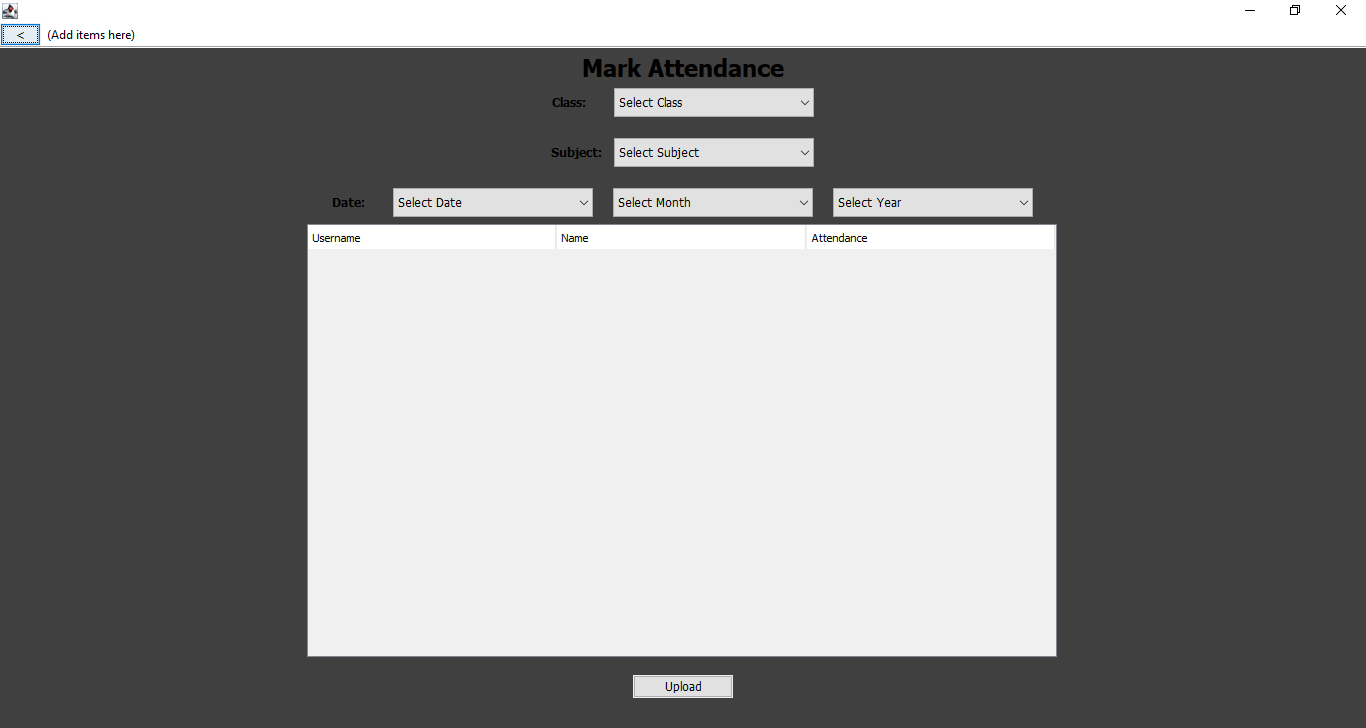 < (Add items here)
Mark Attendance
Class: Select Class
Subject: Select Subject
Date: Select Date Select Month Select Year
Username Name Attendance
Upload